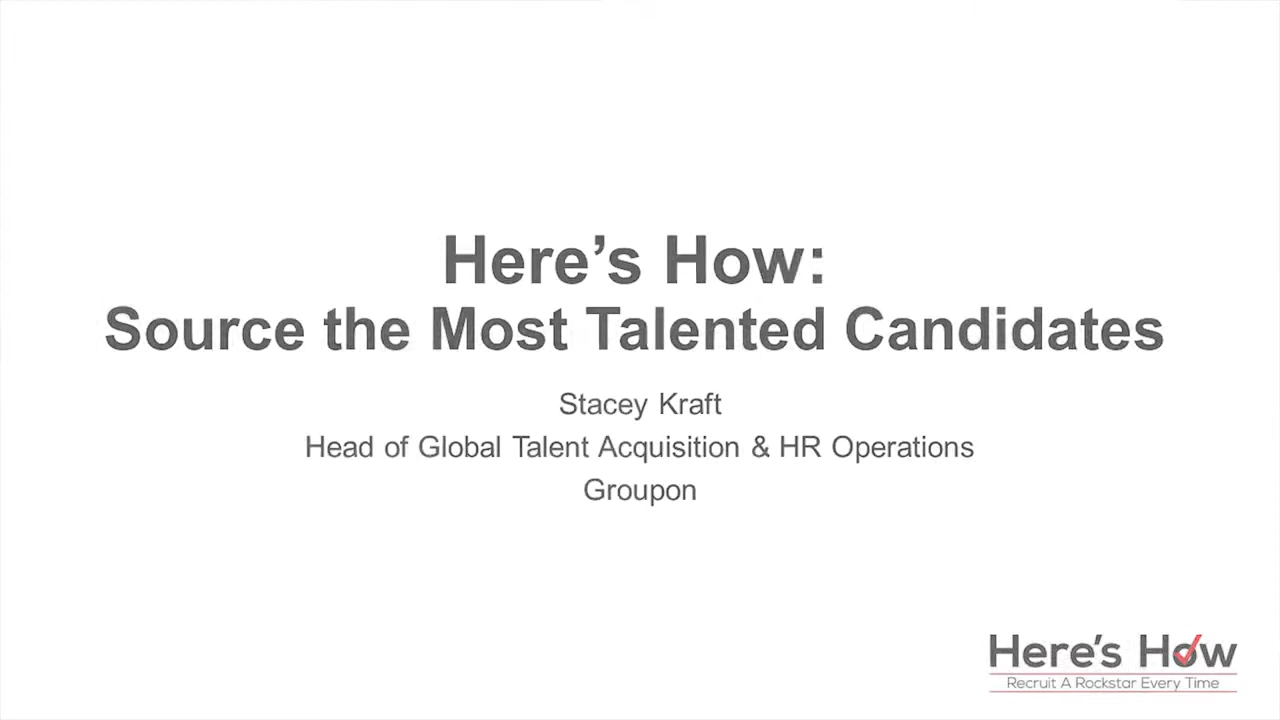 Here’s How:
Source the Most Talented Candidates
Stacey Kraft
Head of Global Talent Acquisition & HR Operations
Groupon
Here's How
Recruit A Rockstar Every Time